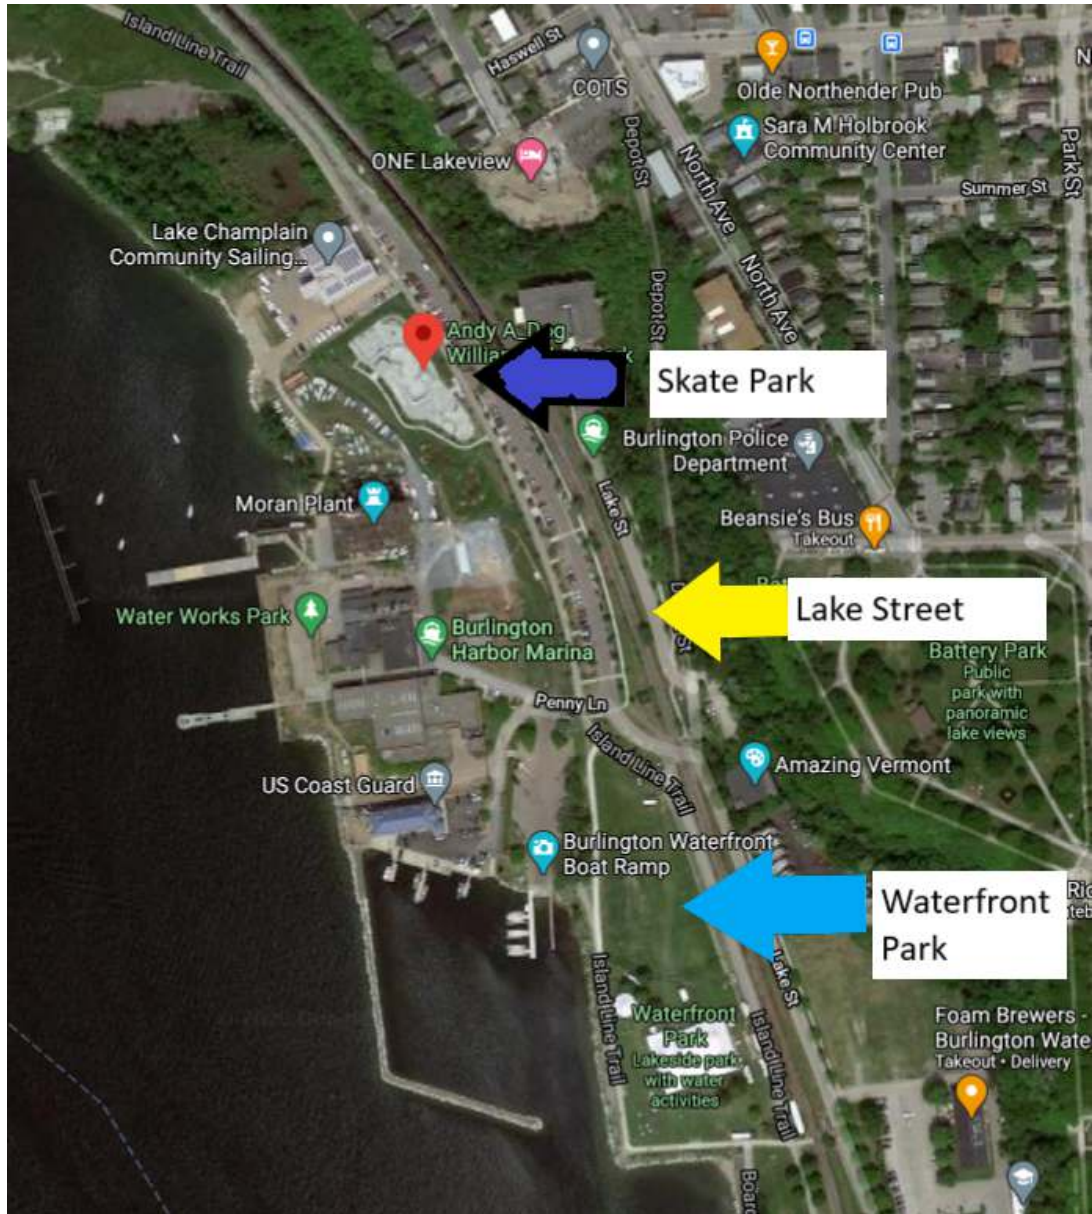 Island Line Trail
Haswell St
COTS
Olde Northender Pub
Sara M Holbrook
Community Center
Depot St
North Ave
Park St
Summer St
ONE Lakeview
Lake Champlain
Community Sailing...
Depot St
North Ave
Andy A_Dog
Skate Park
Burlington Police
Department
Lake St
Moran Plant
Beansie's Bus
Takeout
Lake Street
Water Works Park
Burlington
Harbor Marina
Battery Park
Public
park with
panoramic
lake views
Penny Ln
Island Line Trail
Amazing Vermont
US Coast Guard
Burlington Waterfront
Boat Ramp
Waterfront
Park
Lake St
Island Line Trail
Waterfront
Park
Lakeside park
with water
activities
Island Line Trail
Foam Brewers -
Burlington Wate
Takeout • Delivery